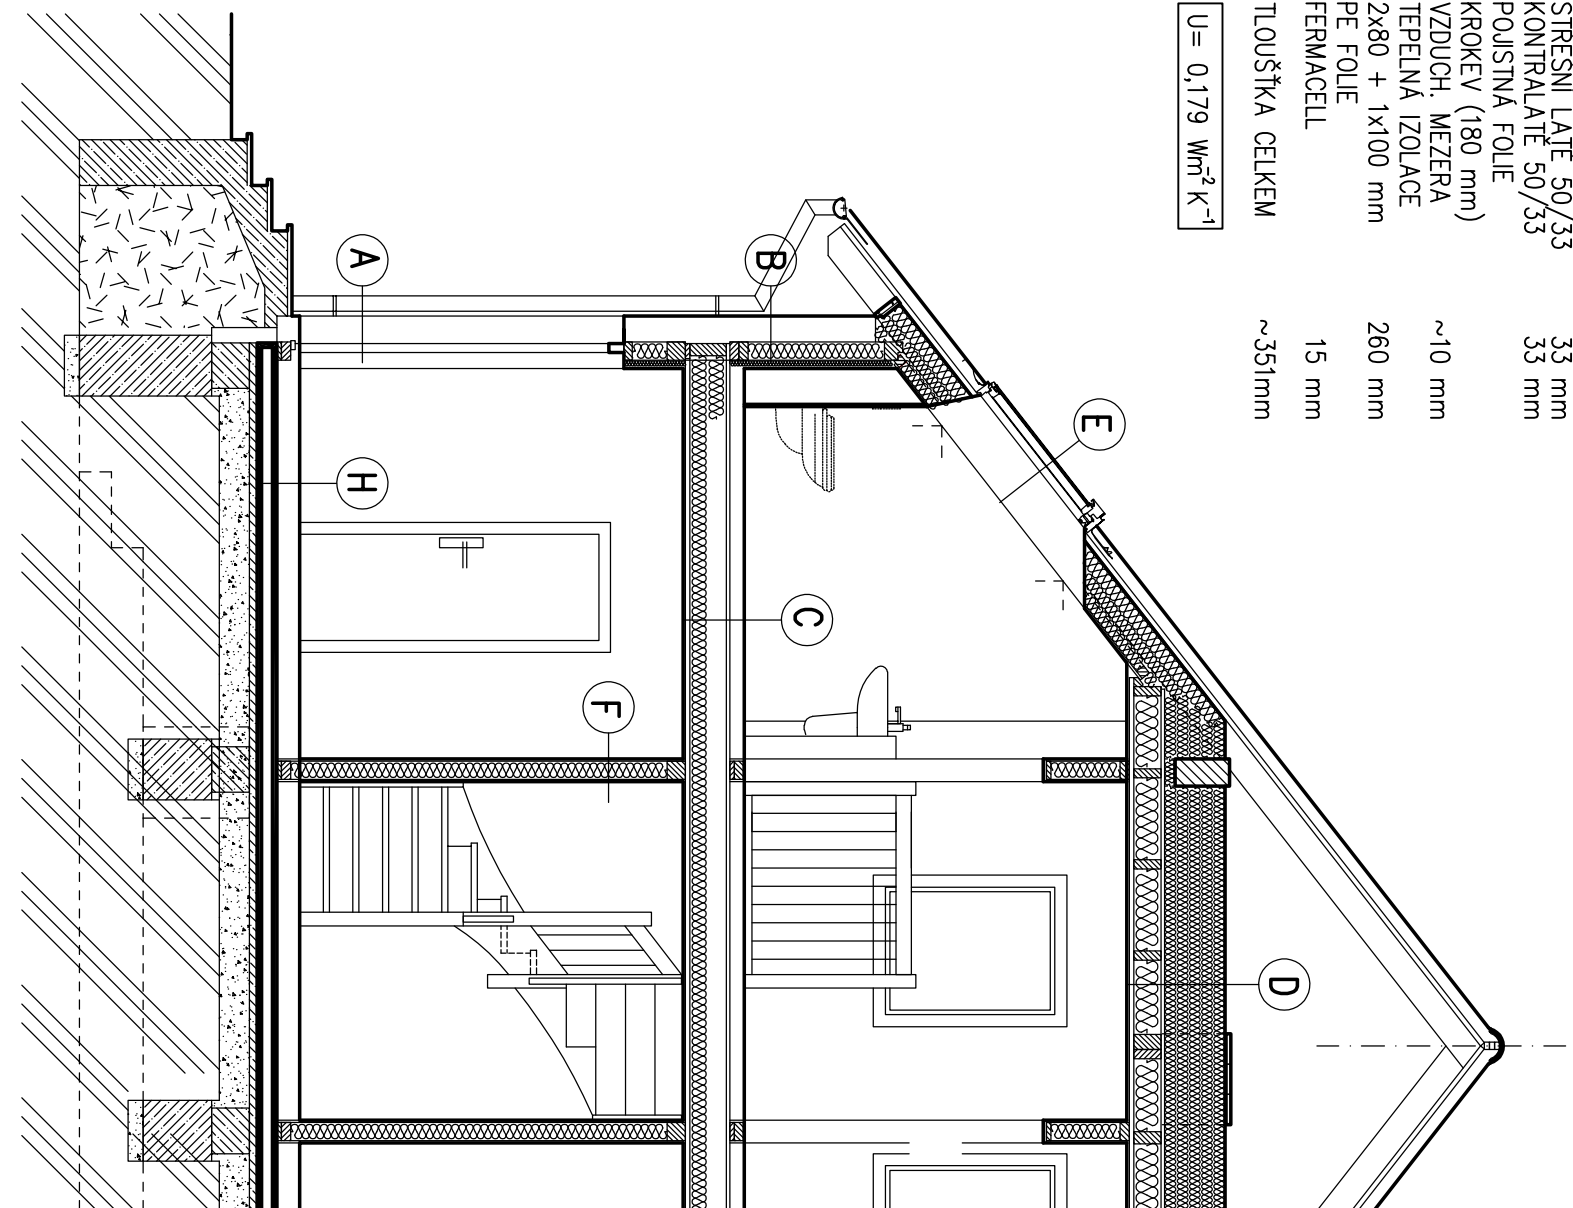 STŘEŠNÍ LATĚ 50/33 33 mm
KONTRALATĚ 50/33 33 mm
POJISTNÁ FOLIE
KROKEV (180 mm)
VZDUCH. MEZERA ~10 mm
TEPELNÁ IZOLACE
2x80 + 1x100 mm 260 mm
PE FOLIE
FERMACELL 15 mm
TLOUŠŤKA CELKEM ~351mm
U= 0,179 Wm⁻² K⁻¹
E
D
B
C
A
H
F